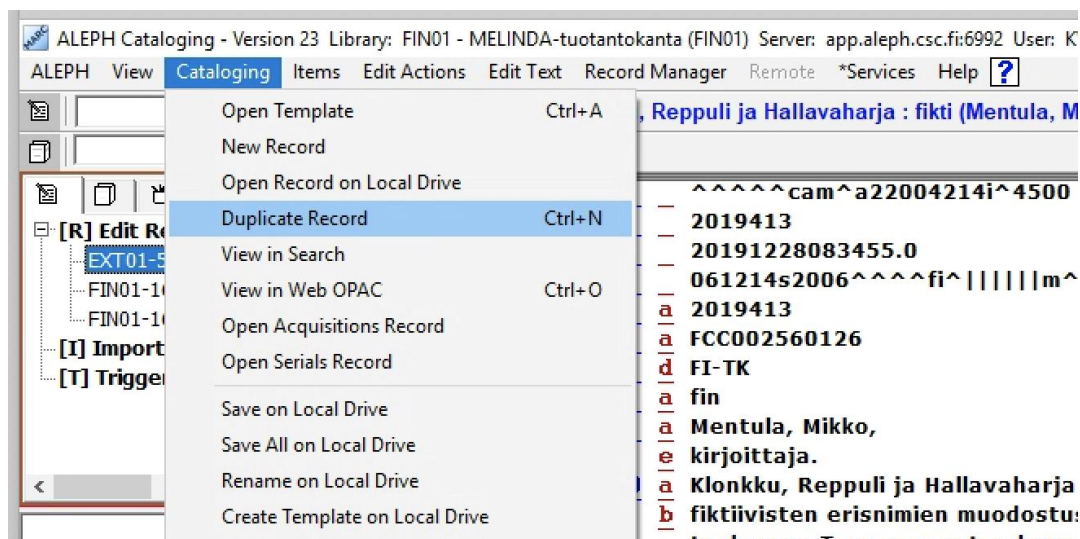 MARC ALEPH Cataloging - Version 23 Library: FIN01 - MELINDA-tuotantokanta (FIN01) Server: app.aleph.csc.fi:6992 User:
ALEPH View Cataloging Items Edit Actions Edit Text Record Manager Remote *Services Help ?
, Reppuli ja Hallavaharja : fikti (Mentula, M
Open Template Ctrl+A
New Record
Open Record on Local Drive
Duplicate Record Ctrl+N
View in Search
View in Web OPAC Ctrl+O
Open Acquisitions Record
Open Serials Record
Save on Local Drive
Save All on Local Drive
Rename on Local Drive
Create Template on Local Drive
[R] Edit Re
EXT01-5
FIN01-1
FIN01-1
[I] Import
[T] Trigge
^^^^^cam^a22004214i^4500
2019413
20191228083455.0
061214s2006^^^^fi^||||||m^
a 2019413
a FCC002560126
d FI-TK
a fin
a Mentula, Mikko,
e kirjoittaja.
a Klonkku, Reppuli ja Hallavaharja
b fiktiivisten erisnimien muodostus